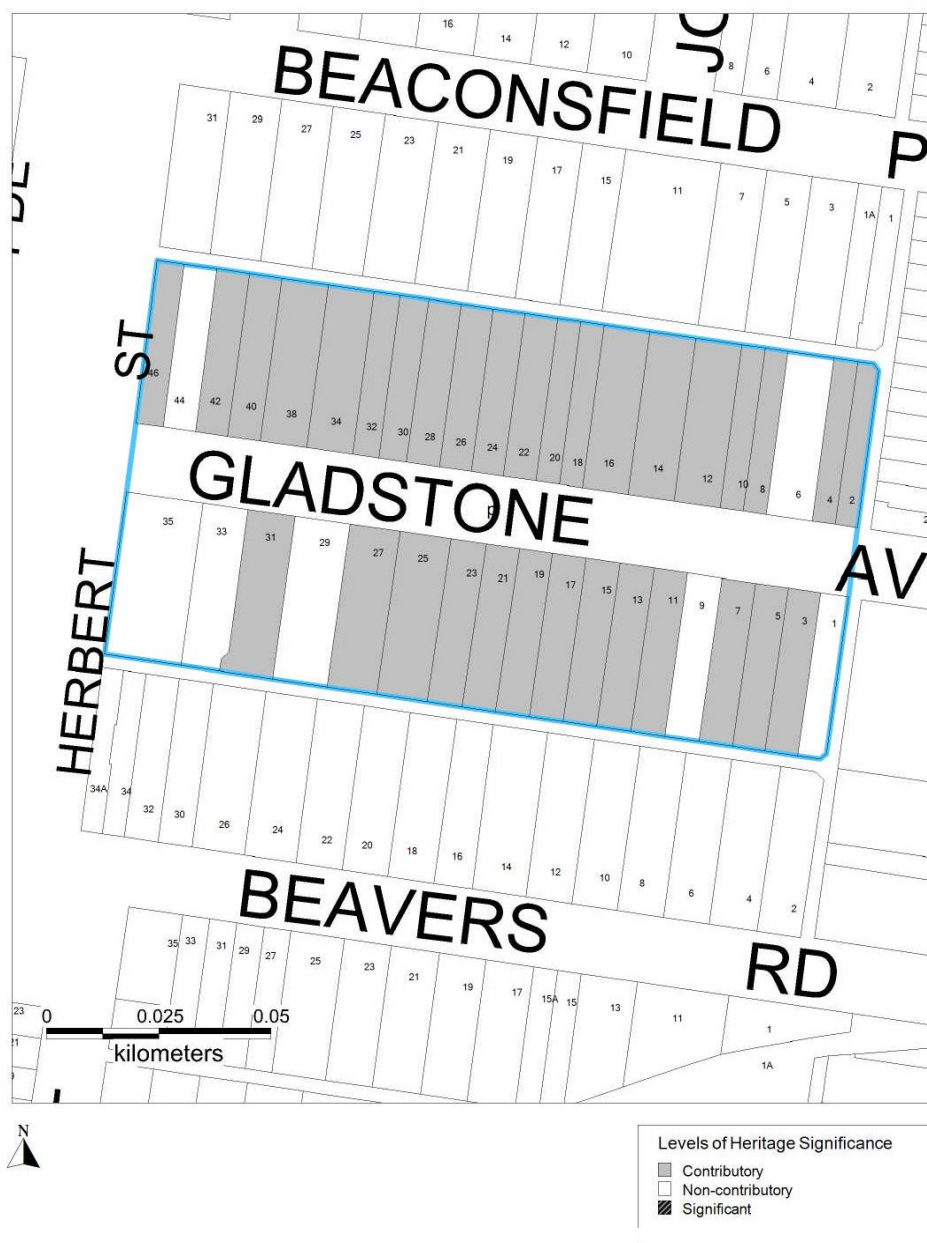 16 14 12 10
JO
8 6 4 2
BEACONSFIELD P
31 29 27 25 23 21 19 17 15 11 7 5 3 1A 1
ST
46 44 42 40 38 34 32 30 28 26 24 22 20 18 16 14 12 10 8 6 4 2
GLADSTONE AV
p
35 33 31 29 27 25 23 21 19 17 15 13 11 9 7 5 3 1
HERBERT
34A 34 32 30 26 24 22 20 18 16 14 12 10 8 6 4 2
BEAVERS RD
35 33 31 29 27 25 23 21 19 17 15A 15 13 11 1
1A
23
21
0 0.025 0.05
kilometers
N
Levels of Heritage Significance
Contributory
Non-contributory
Significant